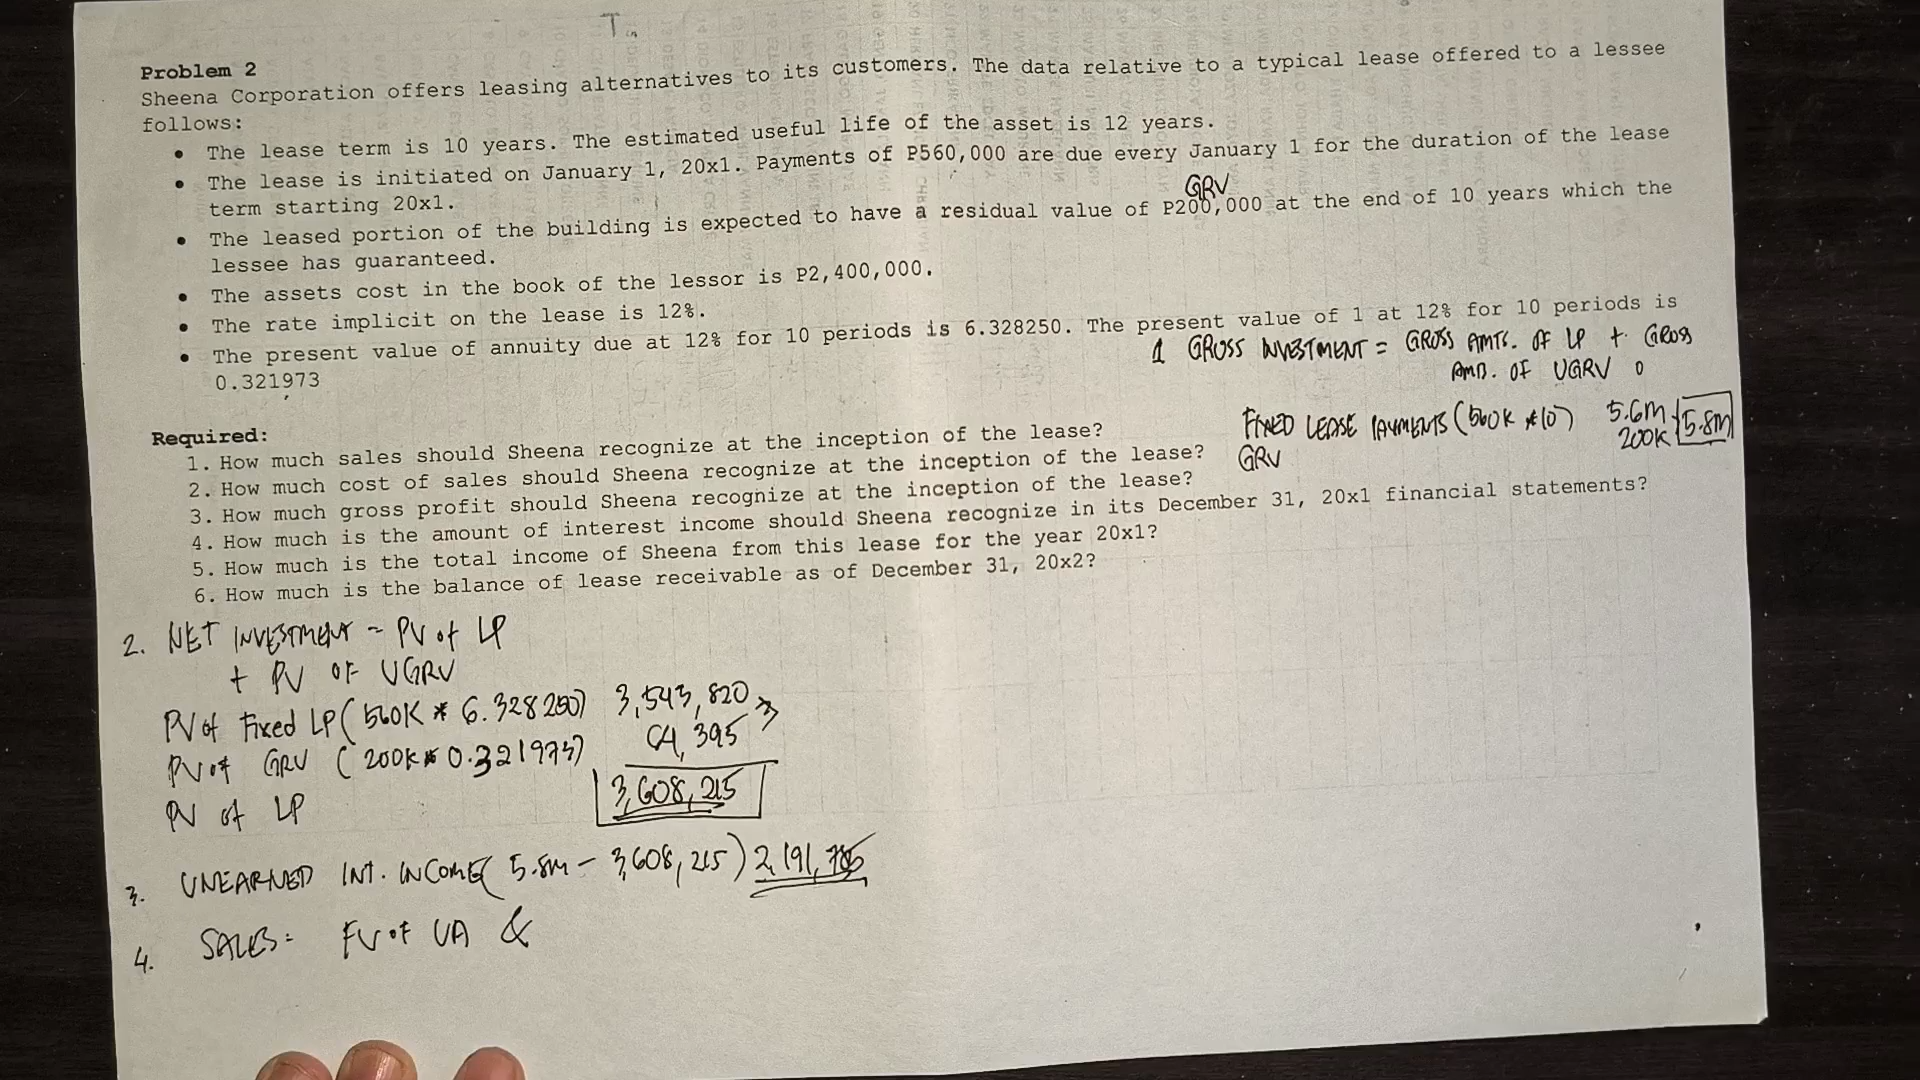 Problem 2
Sheena Corporation offers leasing alternatives to its customers. The data relative to a typical lease offered to a lessee
follows:
• The lease term is 10 years. The estimated useful life of the asset is 12 years.
• The lease is initiated on January 1, 20x1. Payments of P560,000 are due every January 1 for the duration of the lease
term starting 20x1.
GRV
• The leased portion of the building is expected to have a residual value of P200,000 at the end of 10 years which the
lessee has guaranteed.
• The assets cost in the book of the lessor is P2,400,000.
• The rate implicit on the lease is 12%.
• The present value of annuity due at 12% for 10 periods is 6.328250. The present value of 1 at 12% for 10 periods is
0.321973
1 GROSS INVESTMENT = GROSS AMTS. OF LP + GROSS
AMB. OF UGRV 0
FIXED LEASE PAYMENTS (560K * 10) 5.6m
GRV 200K 5.8m
Required:
1. How much sales should Sheena recognize at the inception of the lease?
2. How much cost of sales should Sheena recognize at the inception of the lease?
3. How much gross profit should Sheena recognize at the inception of the lease?
4. How much is the amount of interest income should Sheena recognize in its December 31, 20x1 financial statements?
5. How much is the total income of Sheena from this lease for the year 20x1?
6. How much is the balance of lease receivable as of December 31, 20x2?
2. NET INVESTMENT = PV of LP
+ PV OF UGRV
PV of Fixed LP (560K * 6.328250) 3,543,820
PV of GRV (200K * 0.321973) 64,395
PV of LP 3,608,215
3. UNEARNED INT. INCOME (5.8m - 3,608,215) 2,191,785
4. SALES = FV of UA &